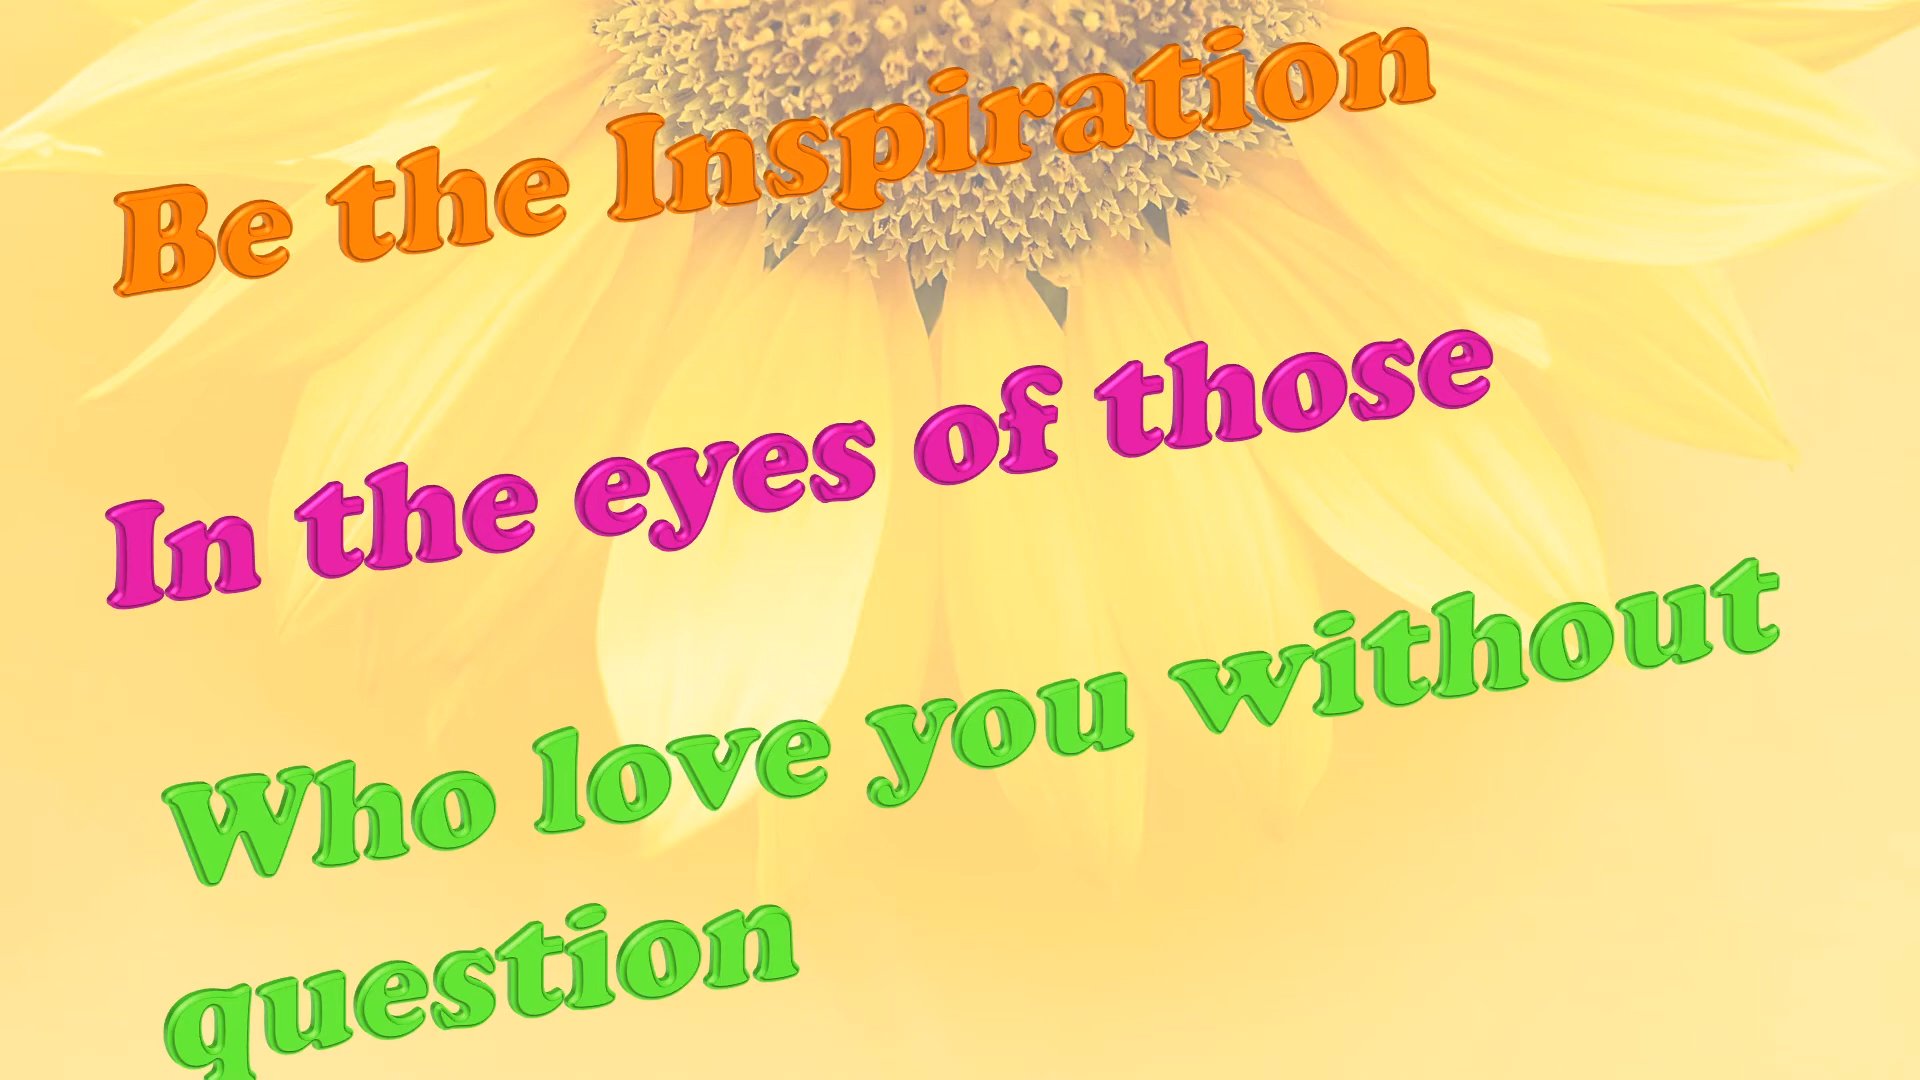 Be the Inspiration
In the eyes of those
Who love you without
question